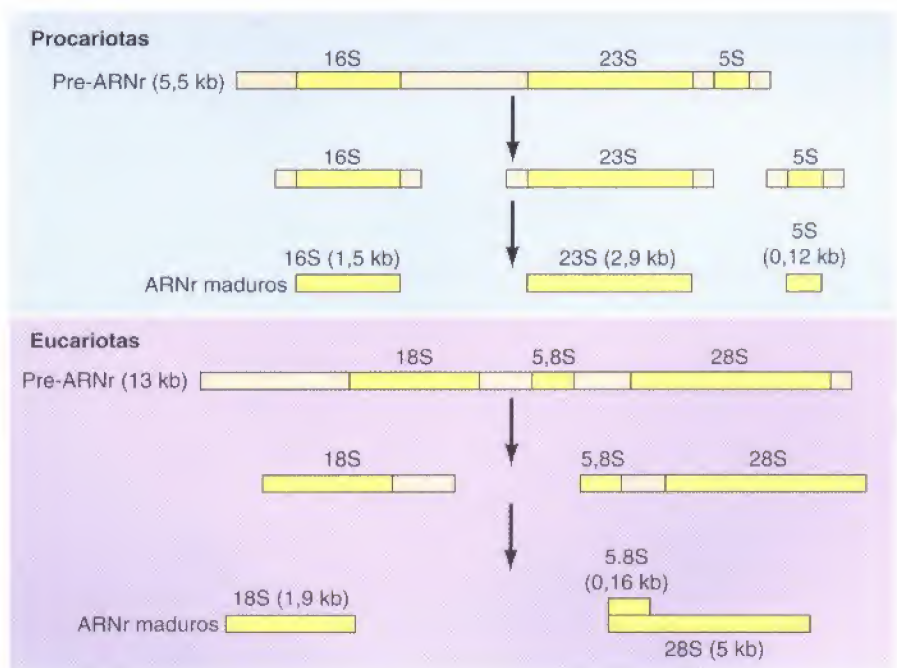 Procariotas
16S 23S 5S
Pre-ARNr (5,5 kb)
16S 23S 5S
5S
16S (1,5 kb) 23S (2,9 kb) (0,12 kb)
ARNr maduros
Eucariotas
18S 5,8S 28S
Pre-ARNr (13 kb)
18S 5,8S 28S
5.8S
(0,16 kb)
18S (1,9 kb)
ARNr maduros
28S (5 kb)